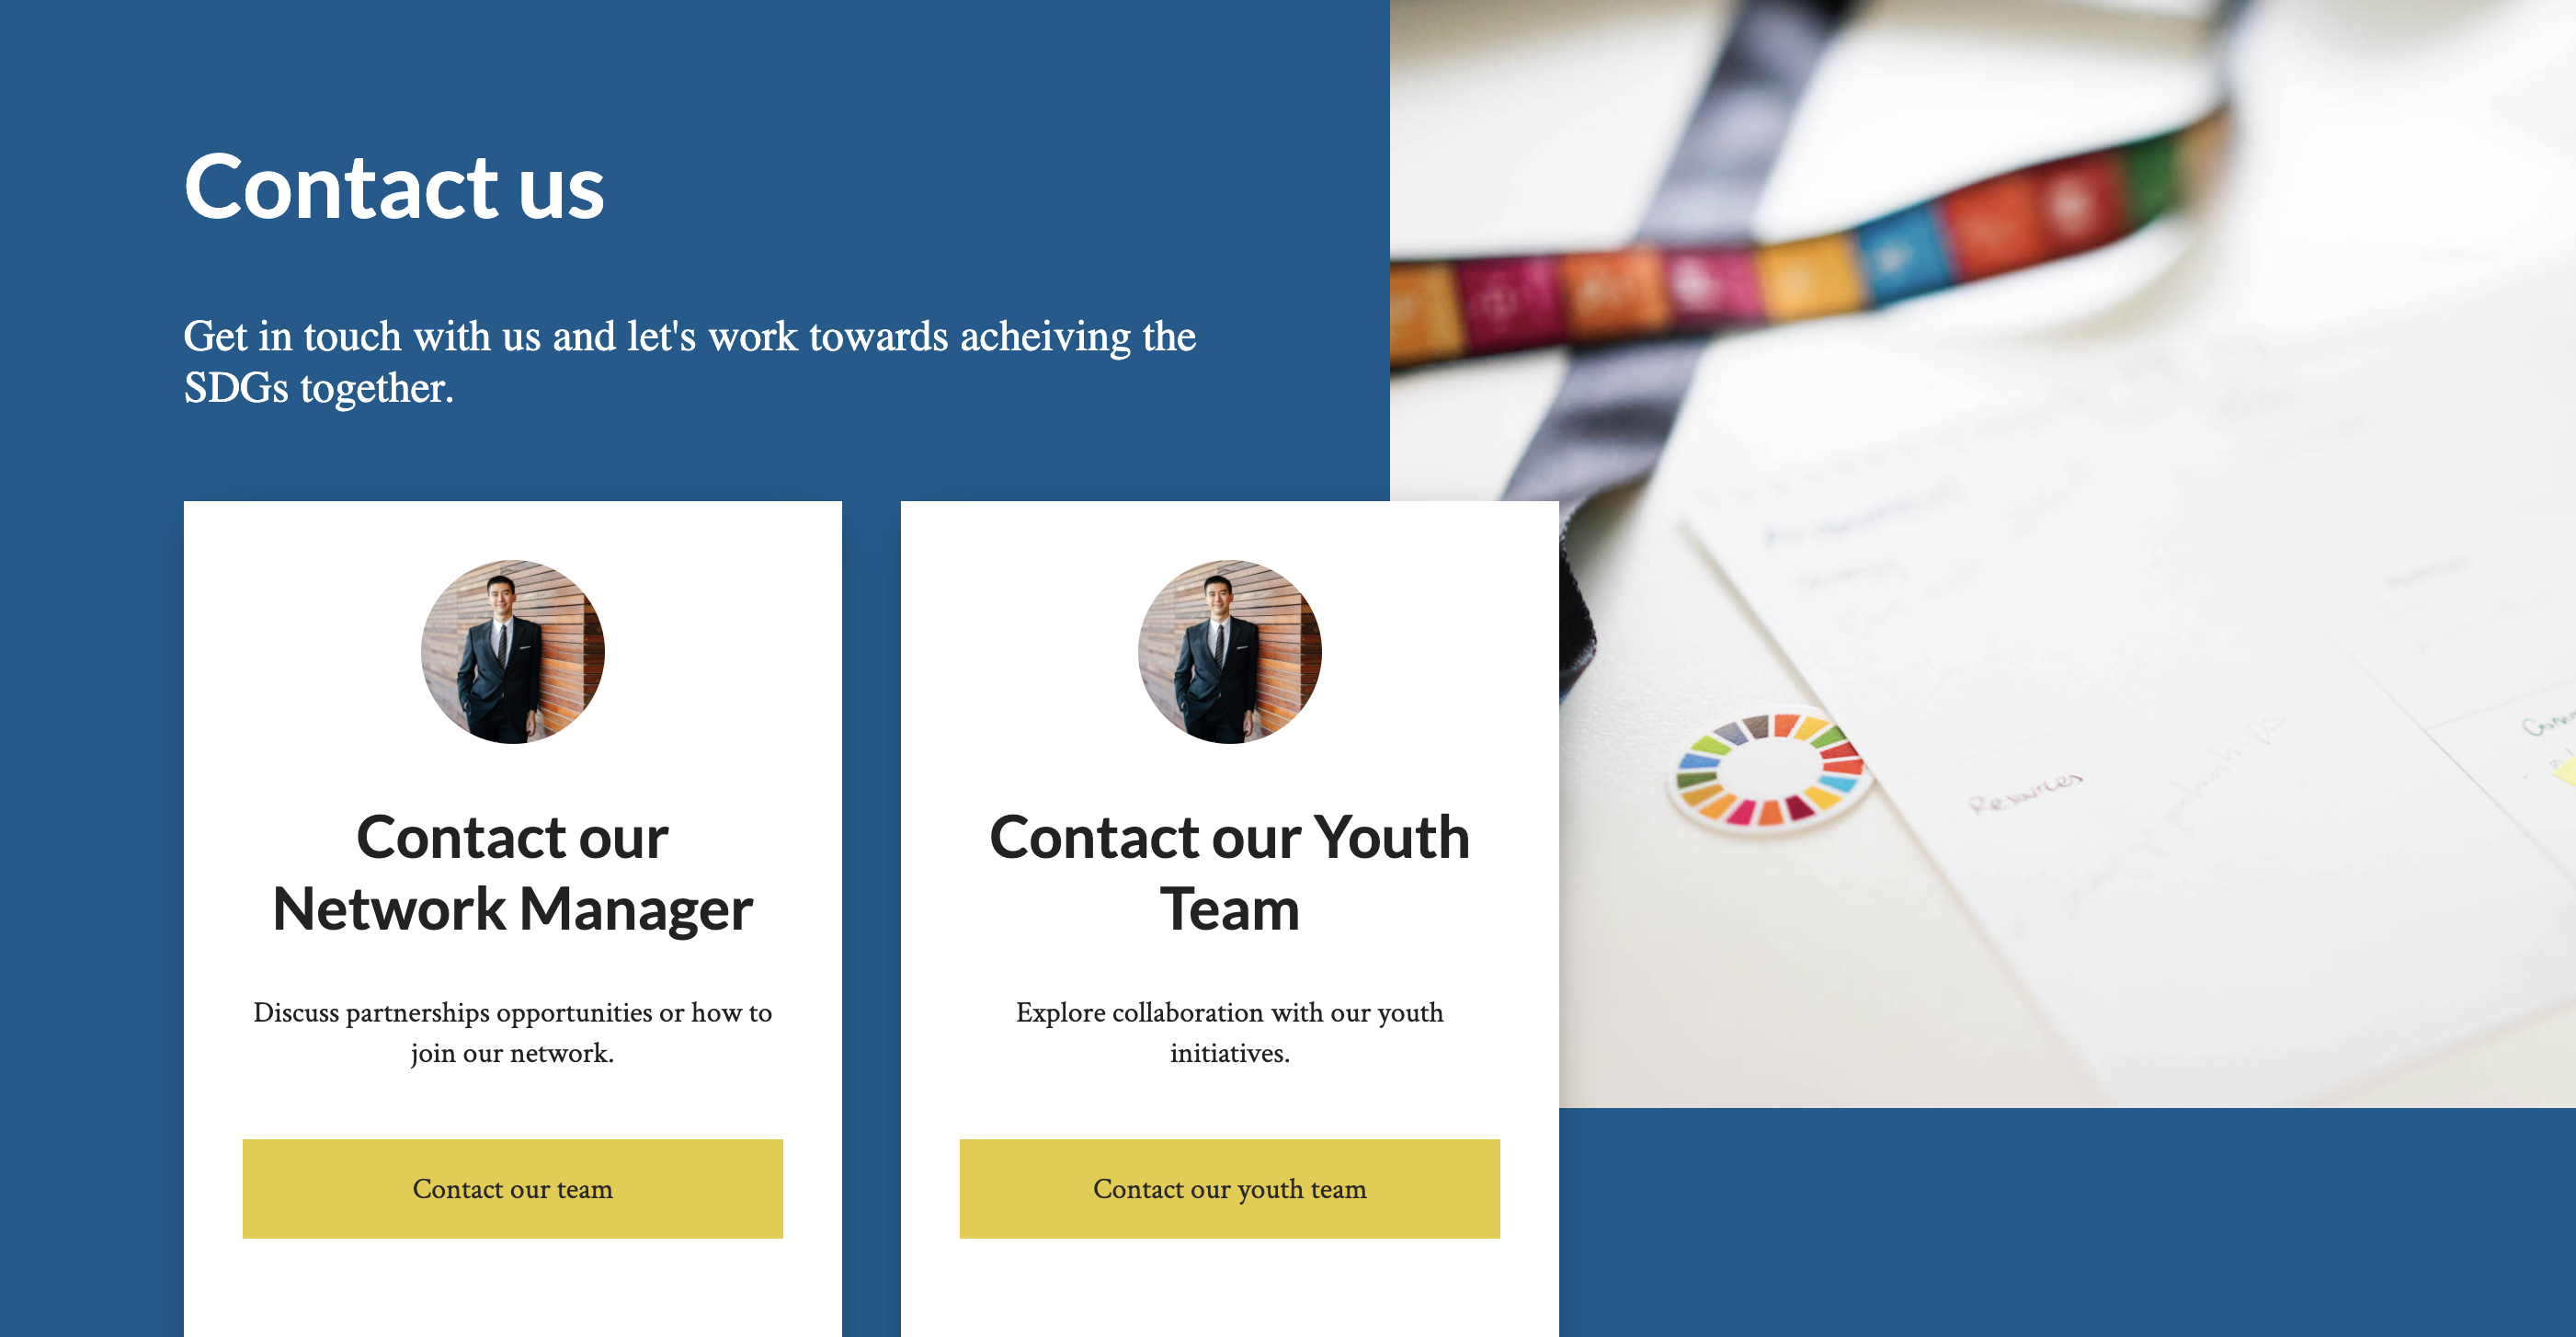 Contact us
Get in touch with us and let's work towards acheiving the
SDGs together.
Contact our
Network Manager
Discuss partnerships opportunities or how to
join our network.
Contact our team
Contact our Youth
Team
Explore collaboration with our youth
initiatives.
Contact our youth team
Resources